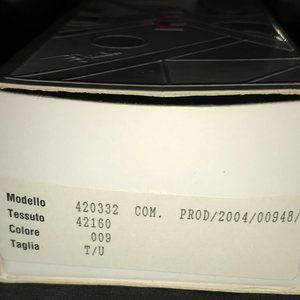 Modello 420332 COM. PROD/2004/00948/
Tessuto 42160
Colore 009
Taglia T/U